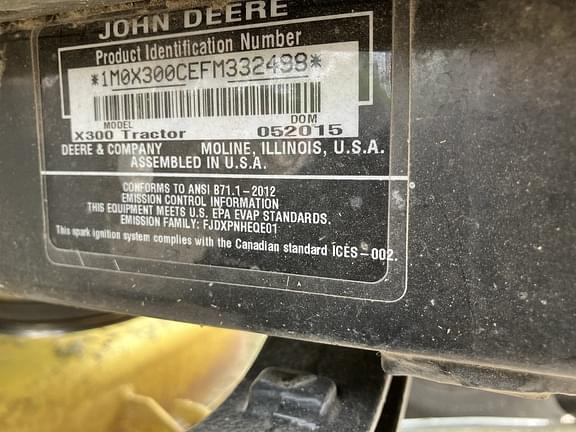 JOHN DEERE
Product Identification Number
*1M0X300CEFM332498*
MODEL DOM
X300 Tractor 052015
DEERE & COMPANY MOLINE, ILLINOIS, U.S.A.
ASSEMBLED IN U.S.A.
CONFORMS TO ANSI B71.1-2012
EMISSION CONTROL INFORMATION
THIS EQUIPMENT MEETS U.S. EPA EVAP STANDARDS.
EMISSION FAMILY: FJDXPNHEQE01
This spark ignition system complies with the Canadian standard ICES-002.